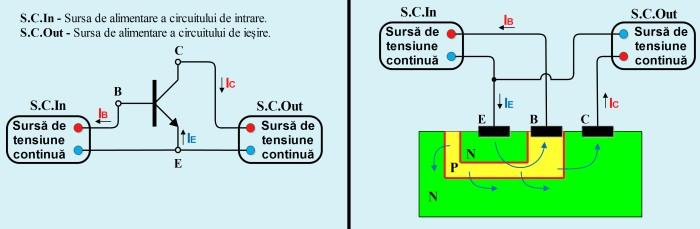 S.C.In - Sursa de alimentare a circuitului de intrare.
S.C.Out - Sursa de alimentare a circuitului de ieşire.
C
B
S.C.In
IB
IC
S.C.Out
Sursă de
tensiune
continuă
IE
Sursă de
tensiune
continuă
E
S.C.In
S.C.Out
Sursă de
tensiune
continuă
IB
Sursă de
tensiune
continuă
IE
IC
E
B
C
N
P
N